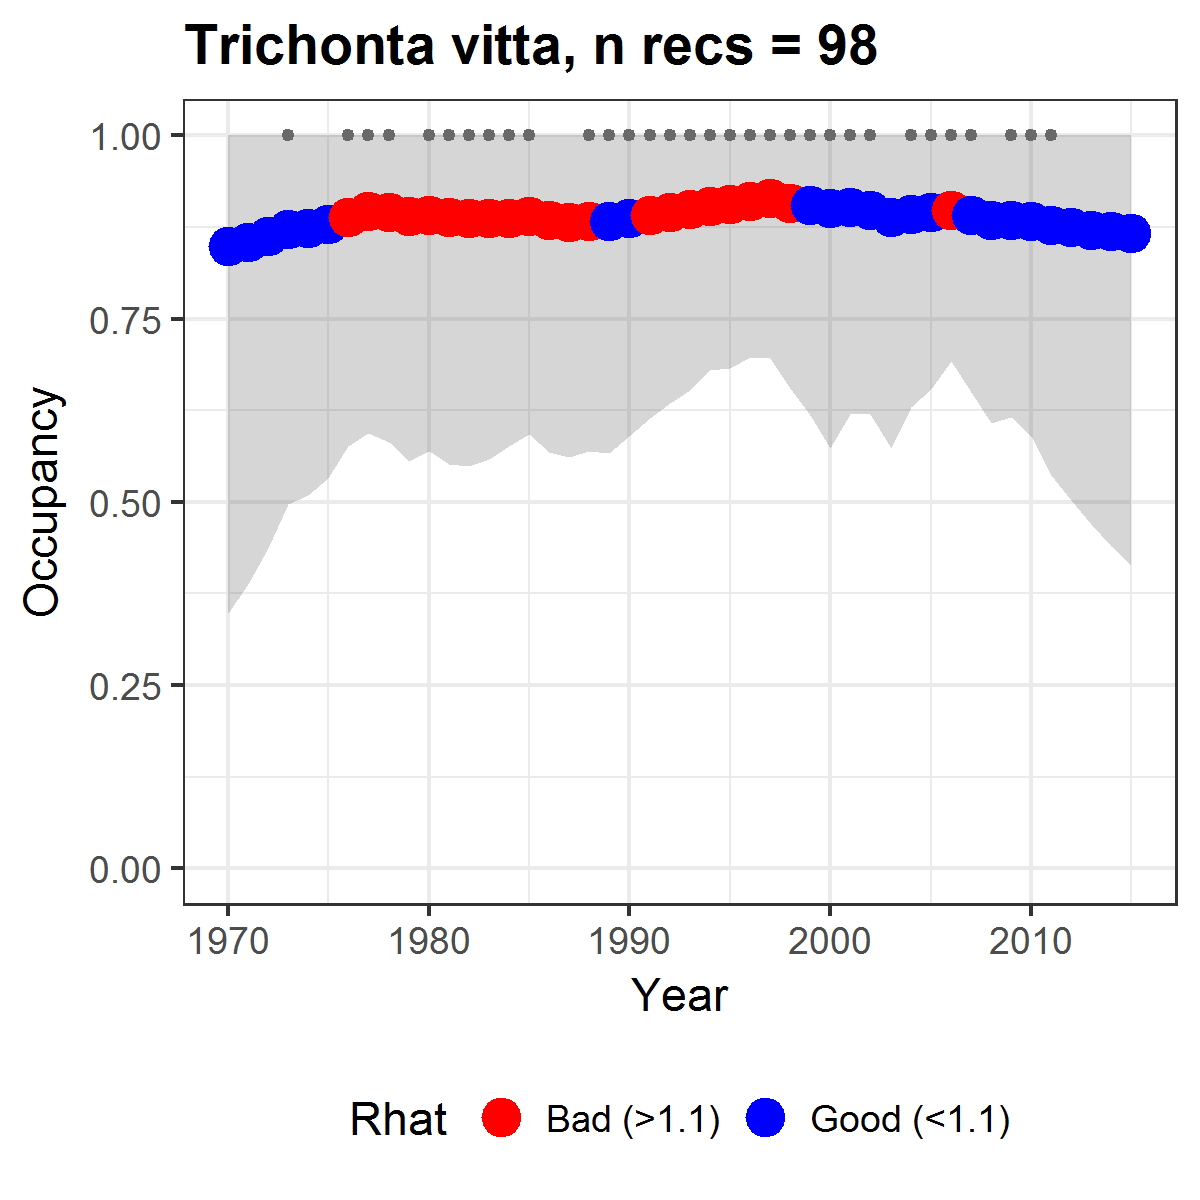 Trichonta vitta, n recs = 98
1.00
0.75
0.50
0.25
0.00
Occupancy
1970 1980 1990 2000 2010
Year
Rhat Bad (>1.1) Good (<1.1)